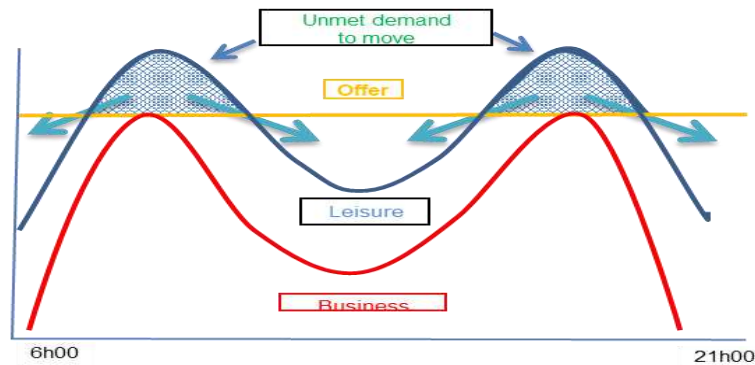 Unmet demand
to move
Offer
Leisure
Business
6h00
21h00